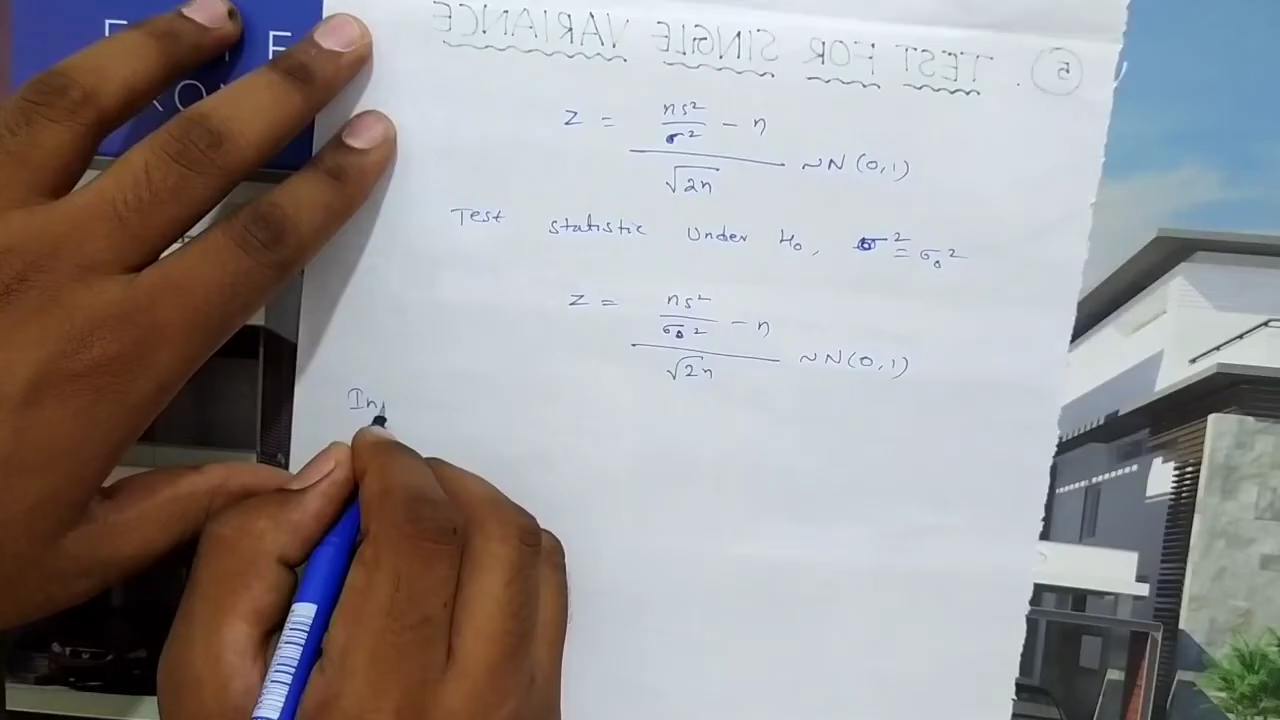 5 . TEST FOR SINGLE VARIANCE
Z = (ns²/σ² - n) / √2n ~N(0,1)
Test statistic Under H₀, σ² = σ₀²
Z = (ns²/σ₀² - n) / √2n ~N(0,1)
In